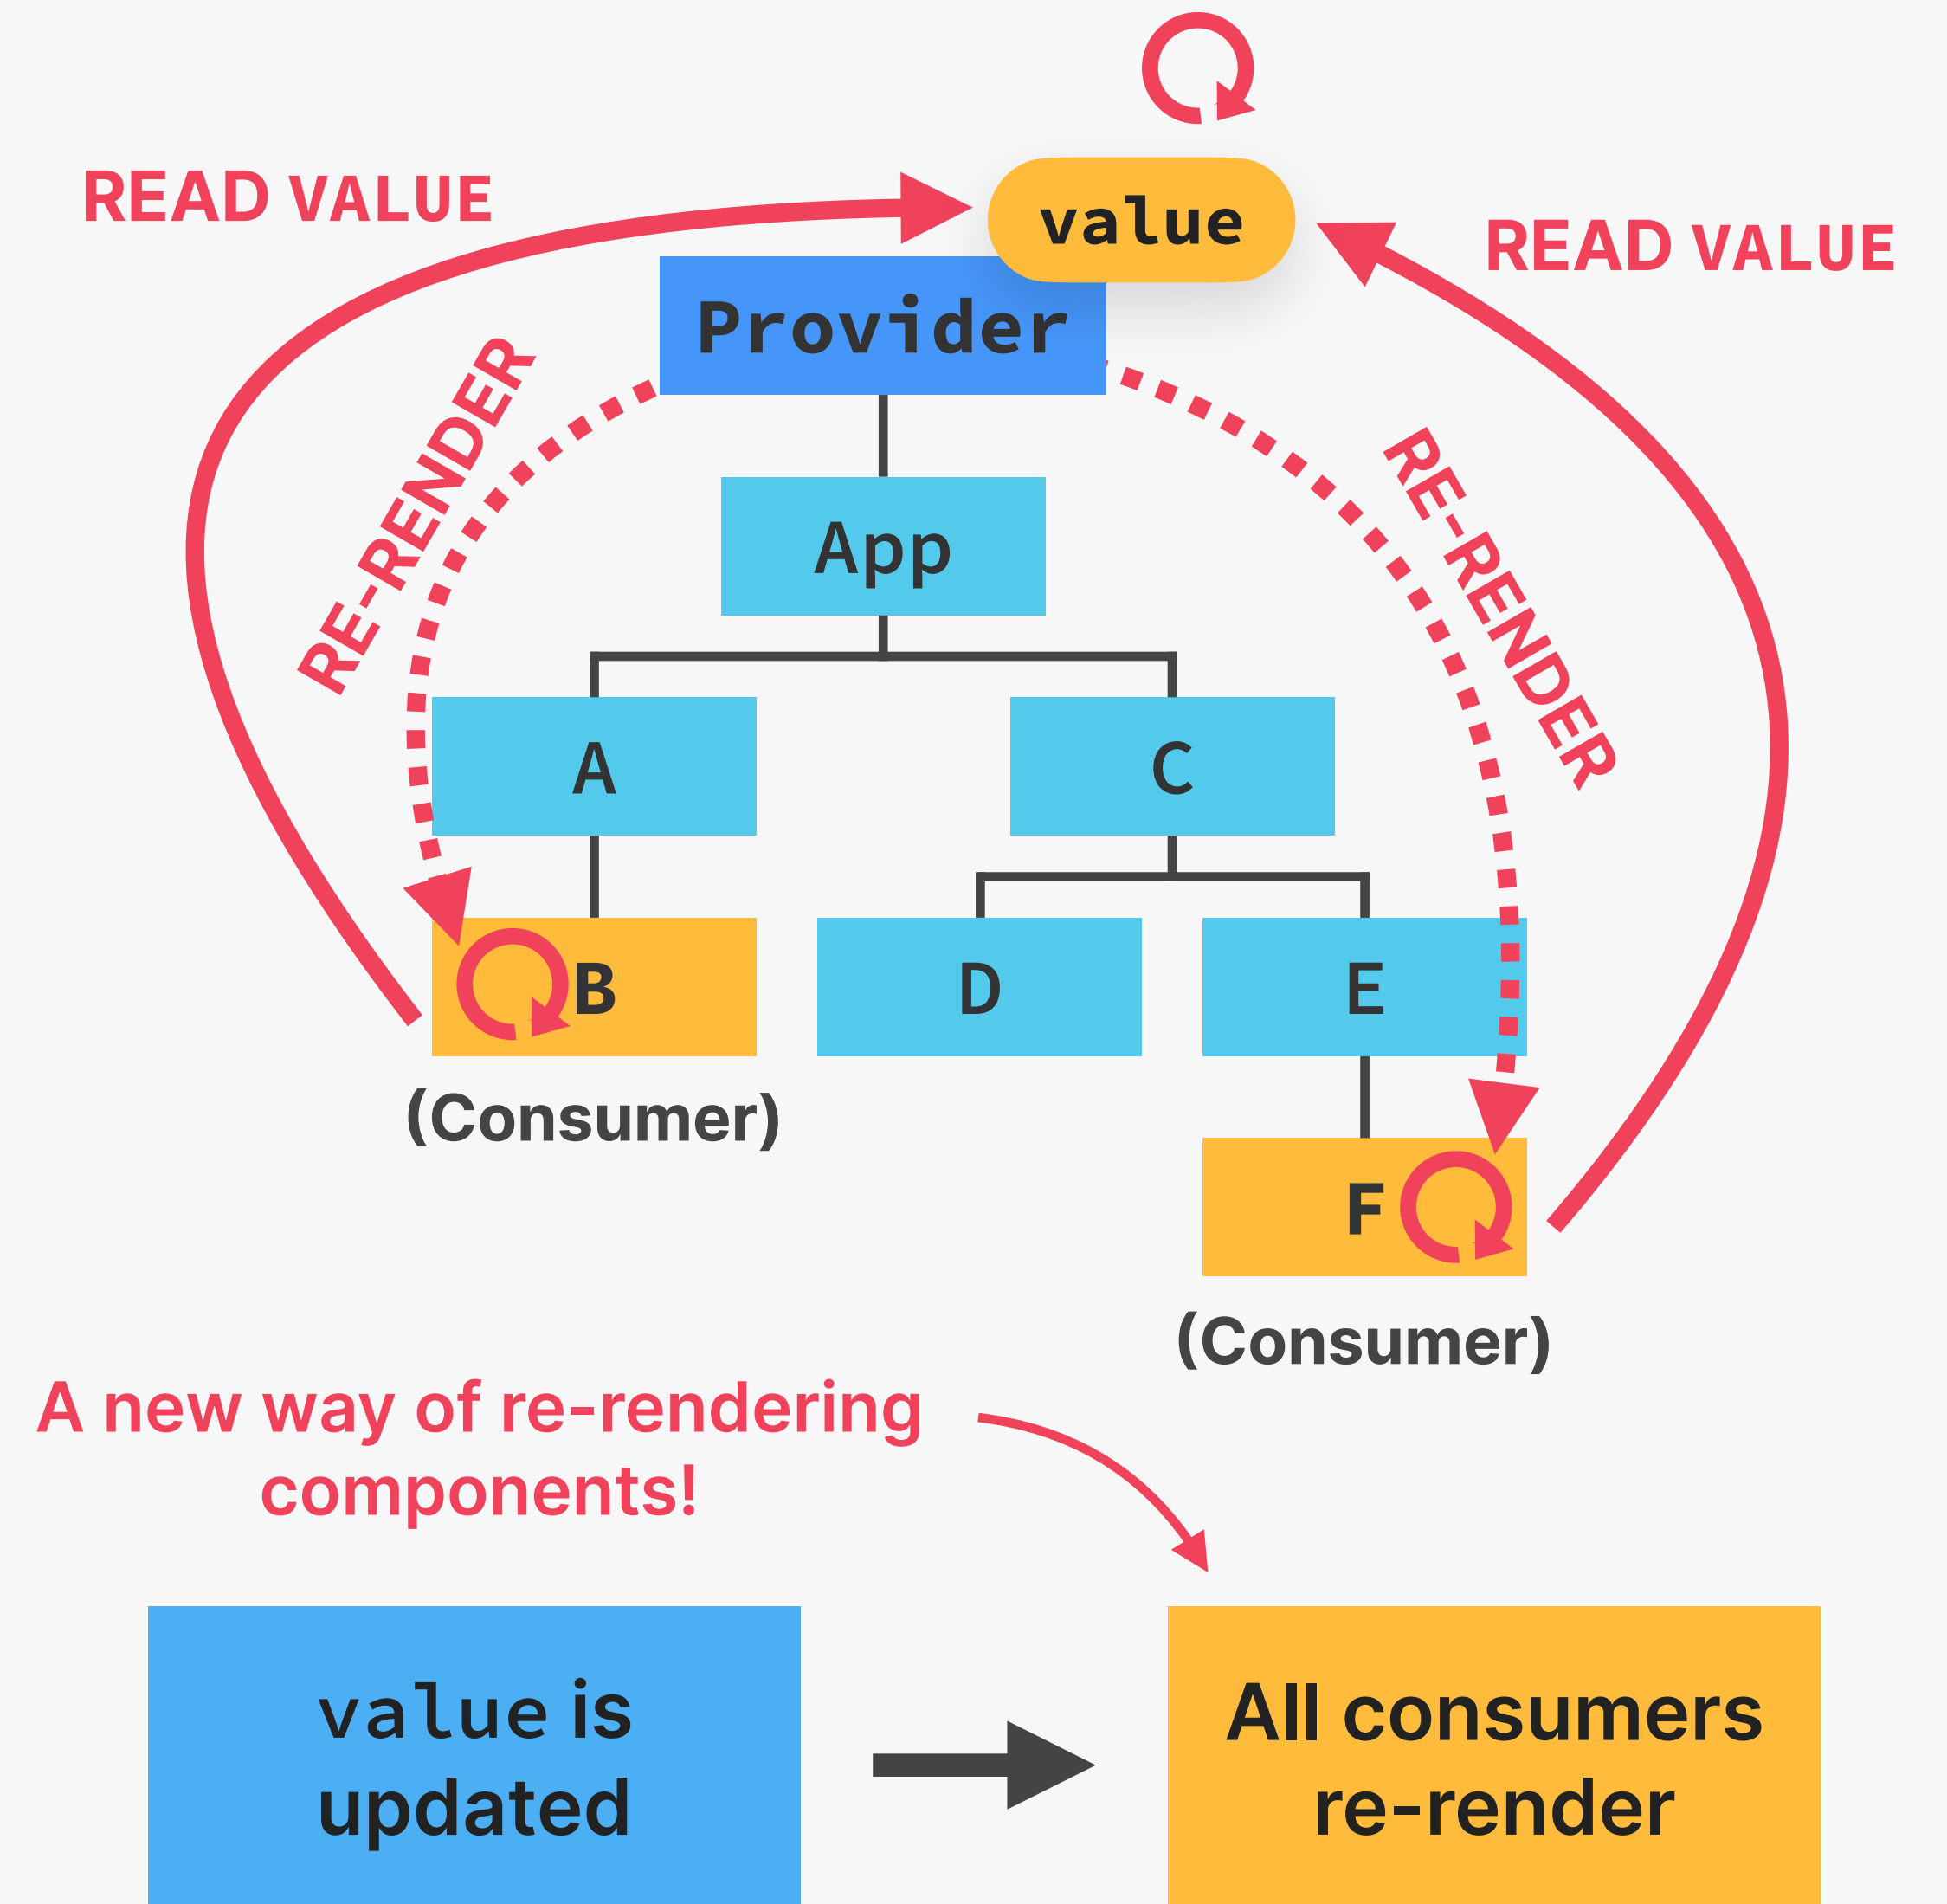 value
READ VALUE
READ VALUE
Provider
RE-RENDER
RE-RENDER
App
A
C
B
D
E
(Consumer)
F
(Consumer)
A new way of re-rendering
components!
value is
updated
All consumers
re-render